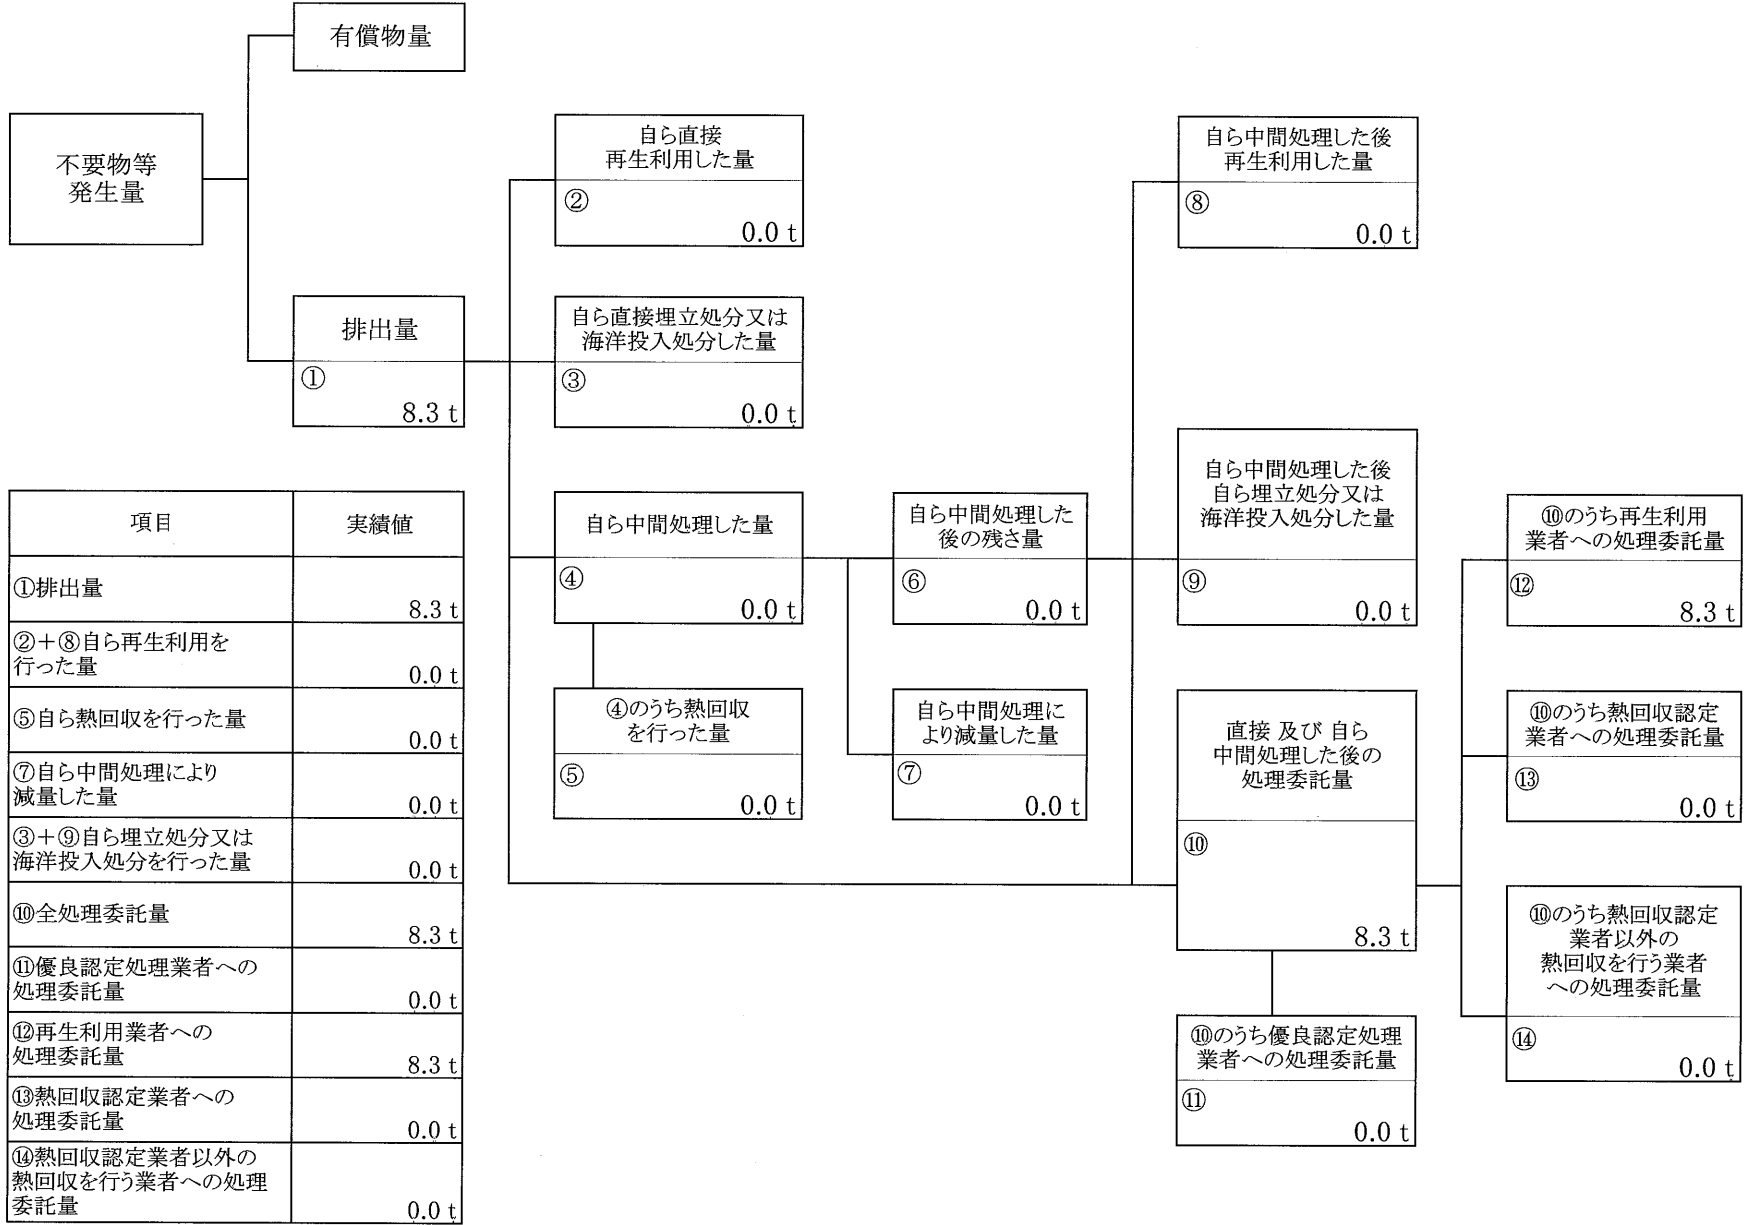 有償物量
不要物等
発生量
排出量
①
8.3 t
自ら直接
再生利用した量
②
0.0 t
自ら直接埋立処分又は
海洋投入処分した量
③
0.0 t
自ら中間処理した量
④
0.0 t
④のうち熱回収
を行った量
⑤
0.0 t
自ら中間処理した
後の残さ量
⑥
0.0 t
自ら中間処理に
より減量した量
⑦
0.0 t
自ら中間処理した後
再生利用した量
⑧
0.0 t
自ら中間処理した後
自ら埋立処分又は
海洋投入処分した量
⑨
0.0 t
直接 及び 自ら
中間処理した後の
処理委託量
⑩
8.3 t
⑩のうち優良認定処理
業者への処理委託量
⑪
0.0 t
⑩のうち再生利用
業者への処理委託量
⑫
8.3 t
⑩のうち熱回収認定
業者への処理委託量
⑬
0.0 t
⑩のうち熱回収認定
業者以外の
熱回収を行う業者
への処理委託量
⑭
0.0 t
項目
実績値
①排出量
8.3 t
②＋⑧自ら再生利用を
行った量
0.0 t
⑤自ら熱回収を行った量
0.0 t
⑦自ら中間処理により
減量した量
0.0 t
③＋⑨自ら埋立処分又は
海洋投入処分を行った量
0.0 t
⑩全処理委託量
8.3 t
⑪優良認定処理業者への
処理委託量
0.0 t
⑫再生利用業者への
処理委託量
8.3 t
⑬熱回収認定業者への
処理委託量
0.0 t
⑭熱回収認定業者以外の
熱回収を行う業者への処理
委託量
0.0 t